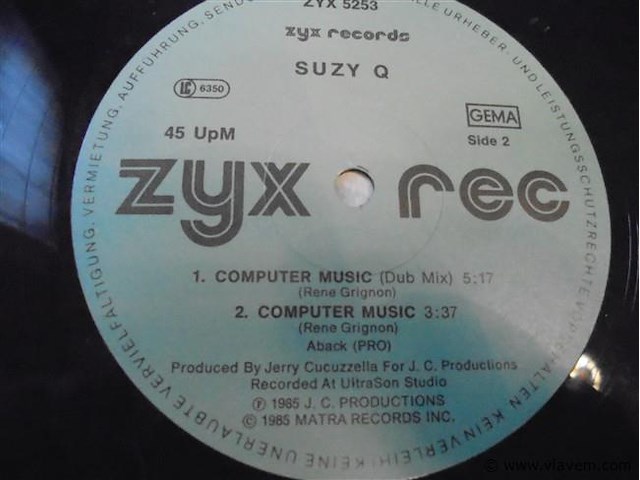 ZYX 5253
zyx records
SUZY Q
LC 6350
GEMA
45 UpM
Side 2
zyx rec
1. COMPUTER MUSIC (Dub Mix) 5:17
(Rene Grignon)
2. COMPUTER MUSIC 3:37
(Rene Grignon)
Aback (PRO)
Produced By Jerry Cucuzzella For J. C. Productions
Recorded At UltraSon Studio
℗ 1985 J. C. PRODUCTIONS
© 1985 MATRA RECORDS INC.
URHEBER- UND LEISTUNGSSCHUTZRECHTE VORBEHALTEN. KEIN VERLEIH! KEINE UNERLAUBTE VERVIELFÄLTIGUNG, VERMIETUNG, AUFFÜHRUNG,
© www.vlavem.com